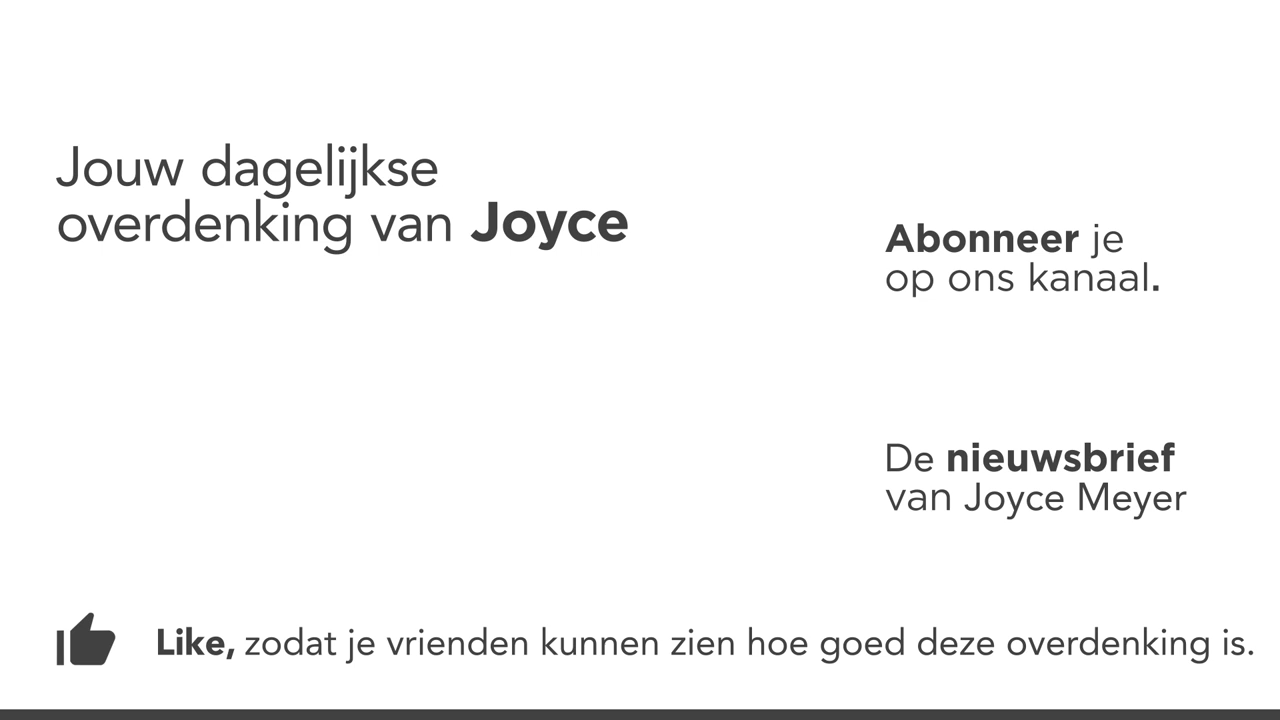 Jouw dagelijkse
overdenking van Joyce
Abonneer je
op ons kanaal.
De nieuwsbrief
van Joyce Meyer
Like, zodat je vrienden kunnen zien hoe goed deze overdenking is.